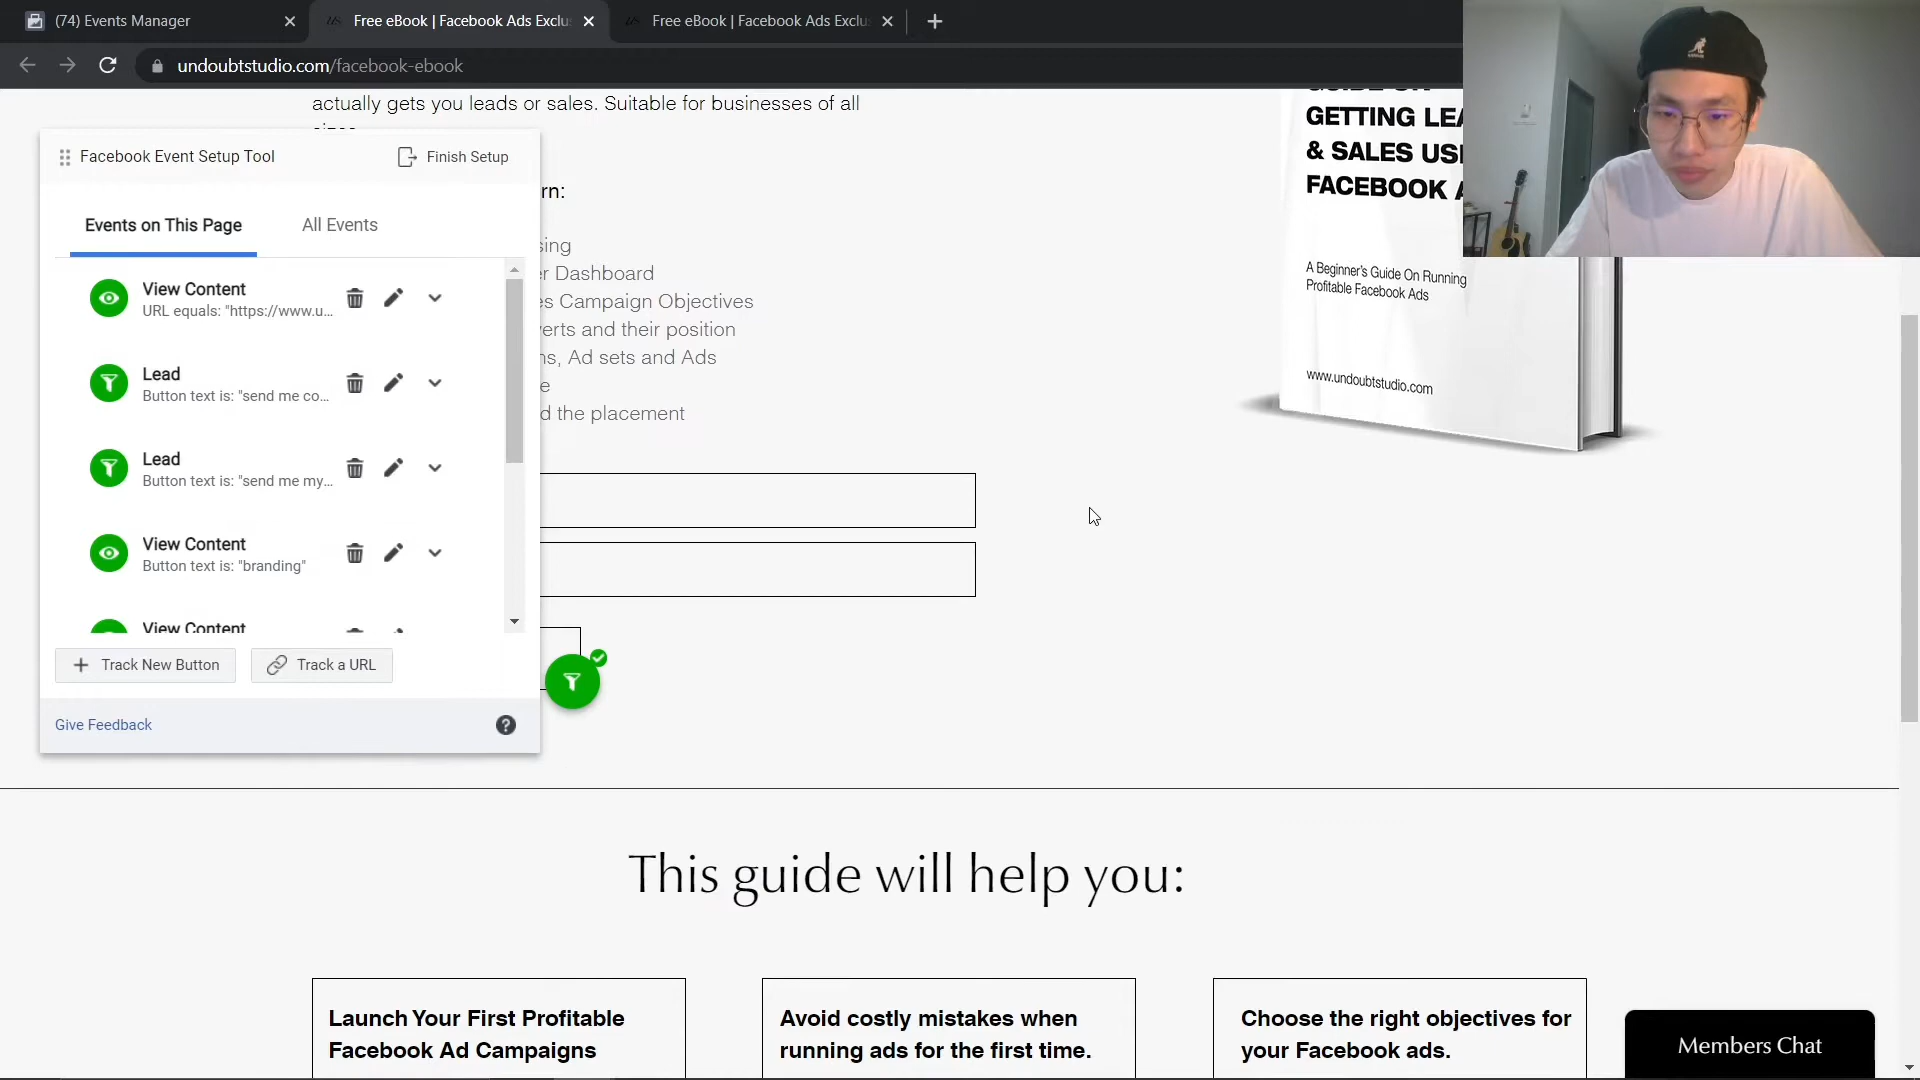 (74) Events Manager
Free eBook | Facebook Ads Exclu
Free eBook | Facebook Ads Exclu
undoubtstudio.com/facebook-ebook
actually gets you leads or sales. Suitable for businesses of all
Facebook Event Setup Tool
Finish Setup
rn:
Events on This Page
All Events
sing
er Dashboard
es Campaign Objectives
verts and their position
ns, Ad sets and Ads
e
d the placement
View Content
URL equals: "https://www.u...
Lead
Button text is: "send me co...
Lead
Button text is: "send me my...
View Content
Button text is: "branding"
View Content
Track New Button
Track a URL
Give Feedback
GUIDE ON
GETTING LEA
& SALES USI
FACEBOOK A
A Beginner's Guide On Running
Profitable Facebook Ads
www.undoubtstudio.com
This guide will help you:
Launch Your First Profitable
Facebook Ad Campaigns
Avoid costly mistakes when
running ads for the first time.
Choose the right objectives for
your Facebook ads.
Members Chat